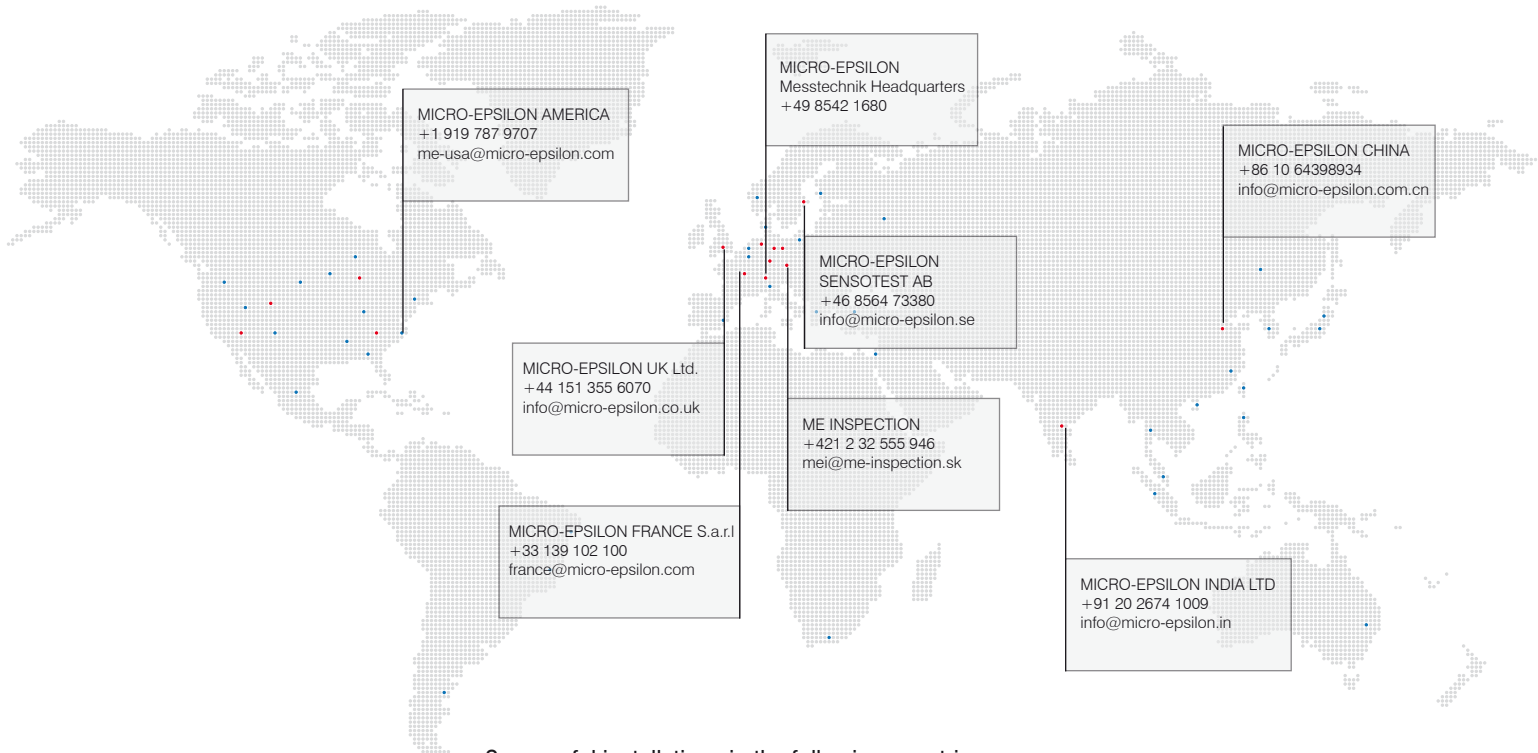 MICRO-EPSILON
Messtechnik Headquarters
+49 8542 1680
MICRO-EPSILON AMERICA
+1 919 787 9707
me-usa@micro-epsilon.com
MICRO-EPSILON CHINA
+86 10 64398934
info@micro-epsilon.com.cn
MICRO-EPSILON
SENSOTEST AB
+46 8564 73380
info@micro-epsilon.se
MICRO-EPSILON UK Ltd.
+44 151 355 6070
info@micro-epsilon.co.uk
ME INSPECTION
+421 2 32 555 946
mei@me-inspection.sk
MICRO-EPSILON FRANCE S.a.r.l
+33 139 102 100
france@micro-epsilon.com
MICRO-EPSILON INDIA LTD
+91 20 2674 1009
info@micro-epsilon.in